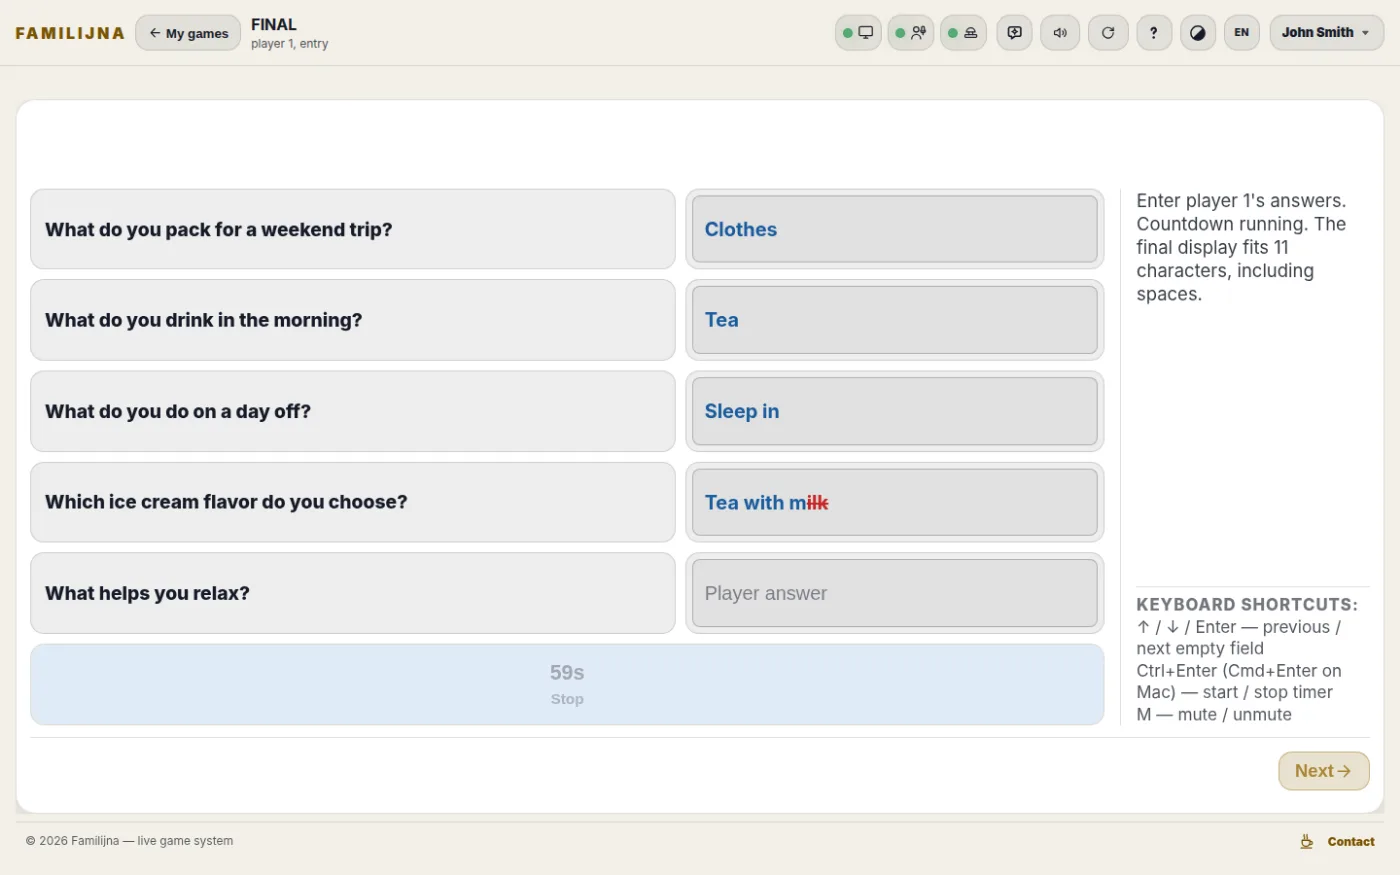 FAMILIJNA
← My games
FINAL
player 1, entry
?
EN
John Smith
What do you pack for a weekend trip?
Clothes
What do you drink in the morning?
Tea
What do you do on a day off?
Sleep in
Which ice cream flavor do you choose?
Tea with milk
What helps you relax?
Player answer
59s
Stop
Enter player 1's answers.
Countdown running. The
final display fits 11
characters, including
spaces.
KEYBOARD SHORTCUTS:
↑ / ↓ / Enter — previous /
next empty field
Ctrl+Enter (Cmd+Enter on
Mac) — start / stop timer
M — mute / unmute
Next →
© 2026 Familijna — live game system
Contact